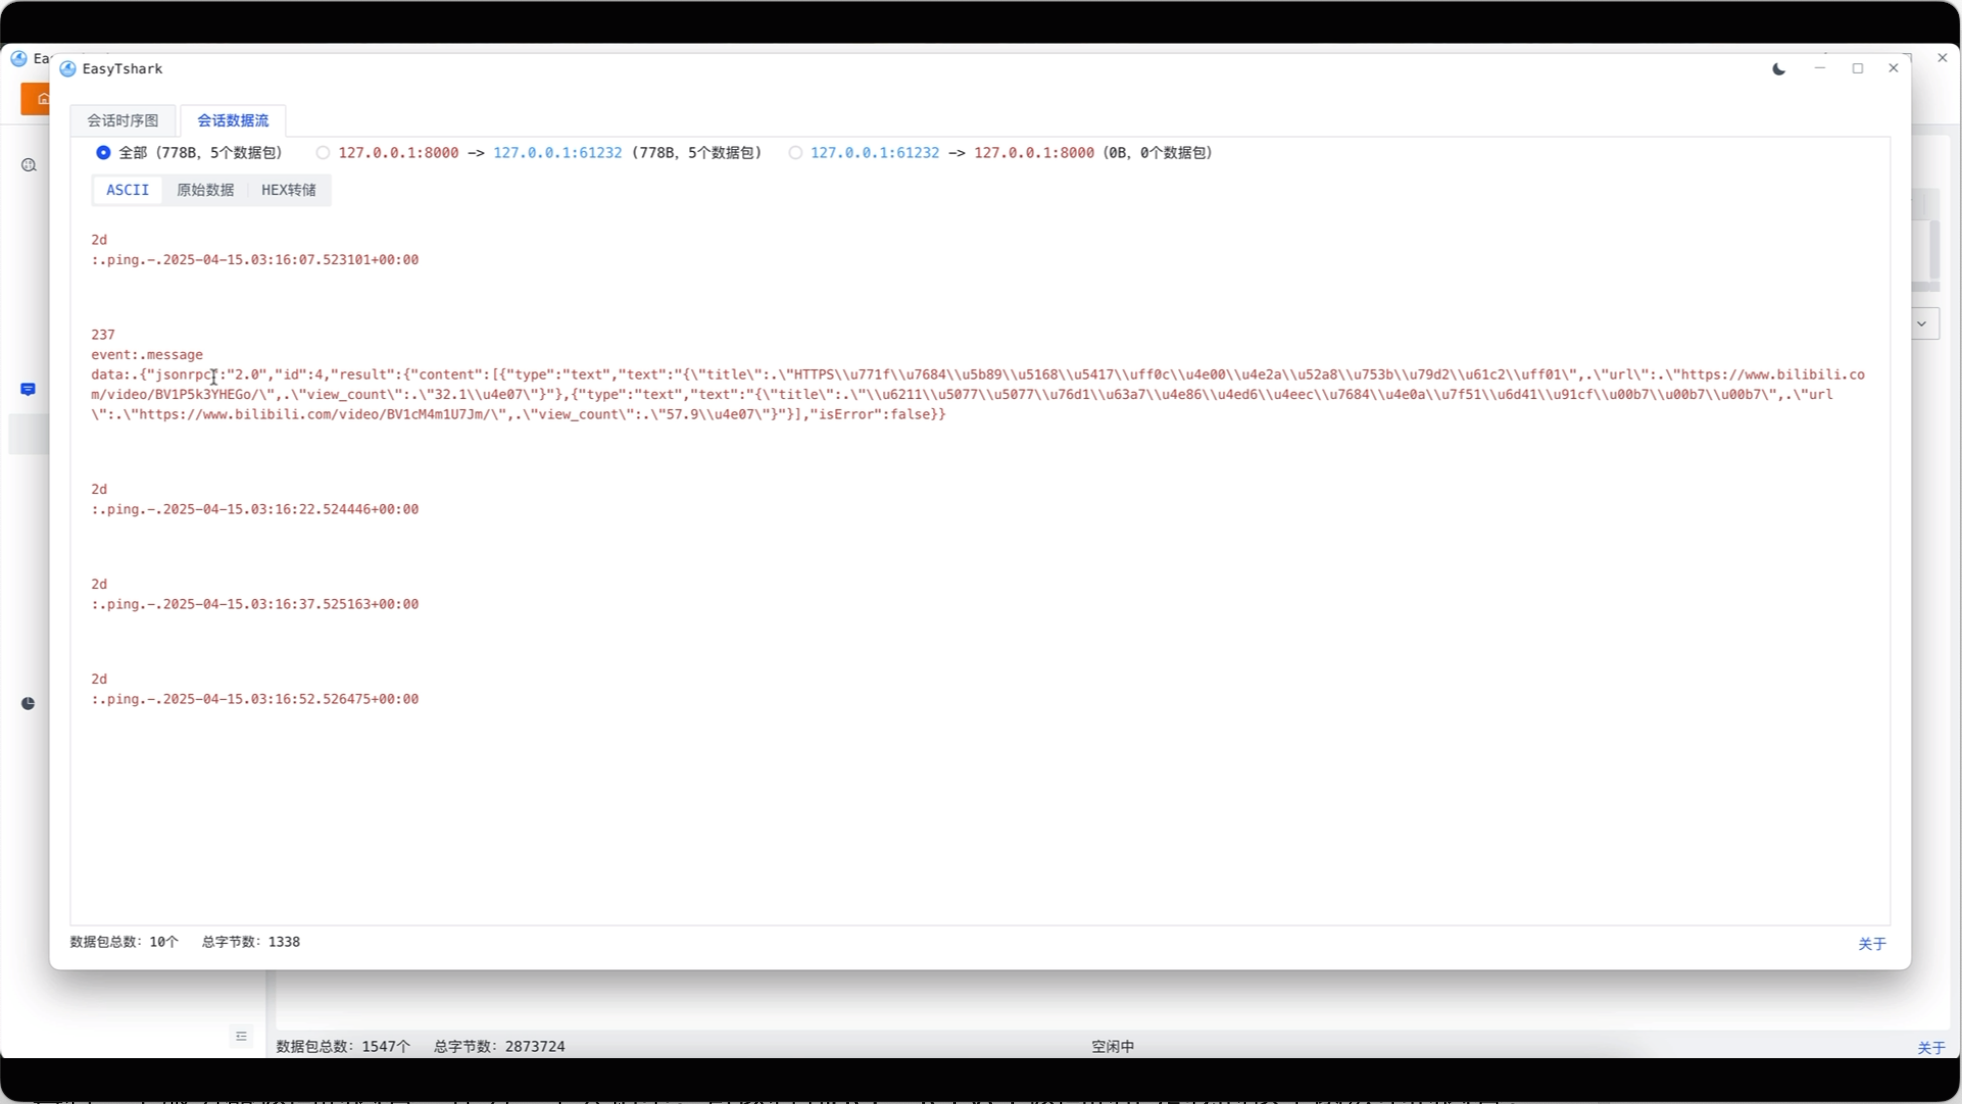 Ea
EasyTshark
会话时序图 会话数据流
全部 (778B, 5个数据包) 127.0.0.1:8000 -> 127.0.0.1:61232 (778B, 5个数据包) 127.0.0.1:61232 -> 127.0.0.1:8000 (0B, 0个数据包)
ASCII 原始数据 HEX转储
2d
:.ping.-.2025-04-15.03:16:07.523101+00:00
237
event:.message
data:.{"jsonrpc":"2.0","id":4,"result":{"content":[{"type":"text","text":"{\"title\":.\"HTTPS\\u771f\\u7684\\u5b89\\u5168\\u5417\\uff0c\\u4e00\\u4e2a\\u52a8\\u753b\\u79d2\\u61c2\\uff01\",.\"url\":.\"https://www.bilibili.co
m/video/BV1P5k3YHEGo/\",.\"view_count\":.\"32.1\\u4e07\"}"},{"type":"text","text":"{\"title\":.\"\\u6211\\u5077\\u5077\\u76d1\\u63a7\\u4e86\\u4ed6\\u4eec\\u7684\\u4e0a\\u7f51\\u6d41\\u91cf\\u00b7\\u00b7\\u00b7\",.\"url
\":.\"https://www.bilibili.com/video/BV1cM4m1U7Jm/\",.\"view_count\":.\"57.9\\u4e07\"}"}],"isError":false}}
2d
:.ping.-.2025-04-15.03:16:22.524446+00:00
2d
:.ping.-.2025-04-15.03:16:37.525163+00:00
2d
:.ping.-.2025-04-15.03:16:52.526475+00:00
数据包总数: 10个 总字节数: 1338 关于
数据包总数: 1547个 总字节数: 2873724 空闲中 关于